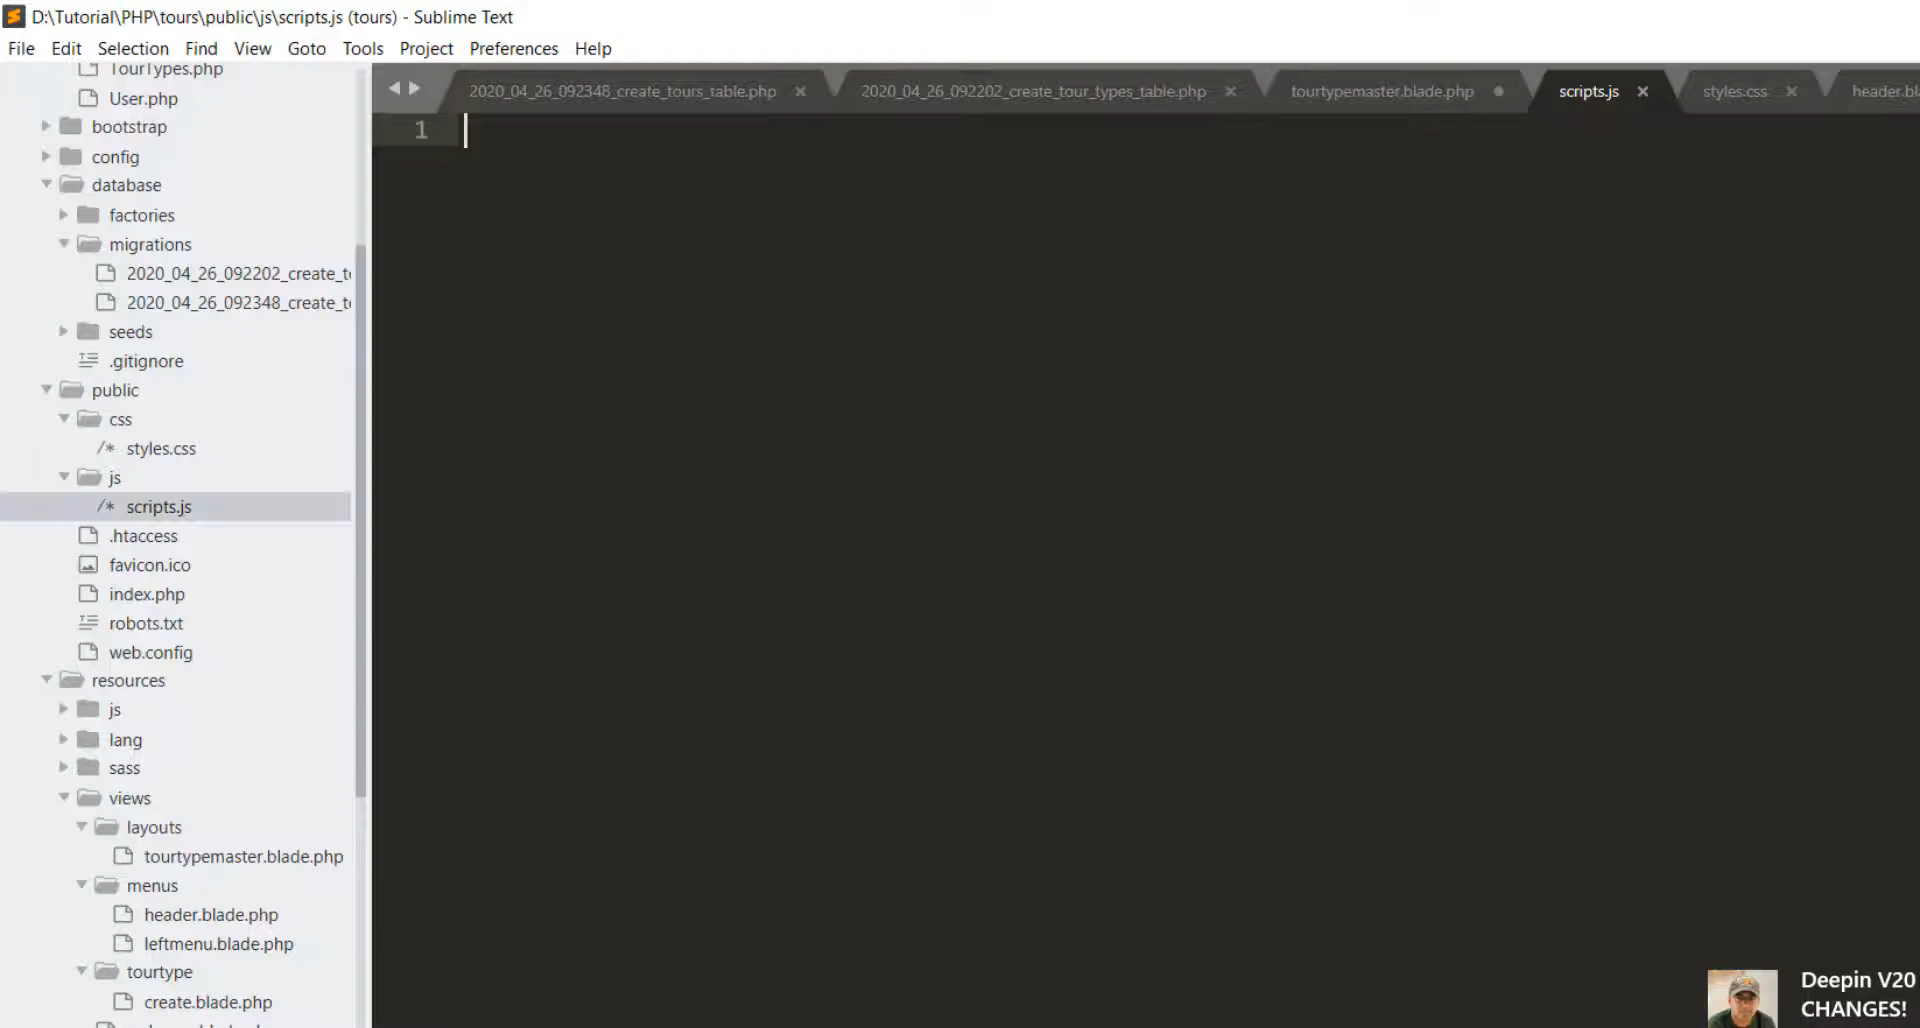 D:\Tutorial\PHP\tours\public\js\scripts.js (tours) - Sublime Text
File Edit Selection Find View Goto Tools Project Preferences Help
2020_04_26_092348_create_tours_table.php 2020_04_26_092202_create_tour_types_table.php tourtypemaster.blade.php scripts.js styles.css header.bl
1
TourTypes.php
User.php
bootstrap
config
database
factories
migrations
2020_04_26_092202_create_t
2020_04_26_092348_create_t
seeds
.gitignore
public
css
/* styles.css
js
/* scripts.js
.htaccess
favicon.ico
index.php
robots.txt
web.config
resources
js
lang
sass
views
layouts
tourtypemaster.blade.php
menus
header.blade.php
leftmenu.blade.php
tourtype
create.blade.php
Deepin V20
CHANGES!